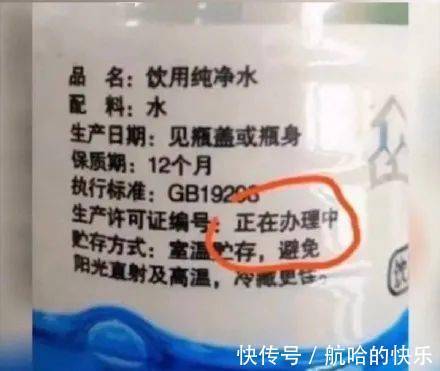 品  名：饮用纯净水
配  料：水
生产日期：见瓶盖或瓶身
保质期：12个月
执行标准：GB19298
生产许可证编号：正在办理中
贮存方式：室温贮存，避免
阳光直射及高温，冷藏更佳。
快传号 / 航哈的快乐